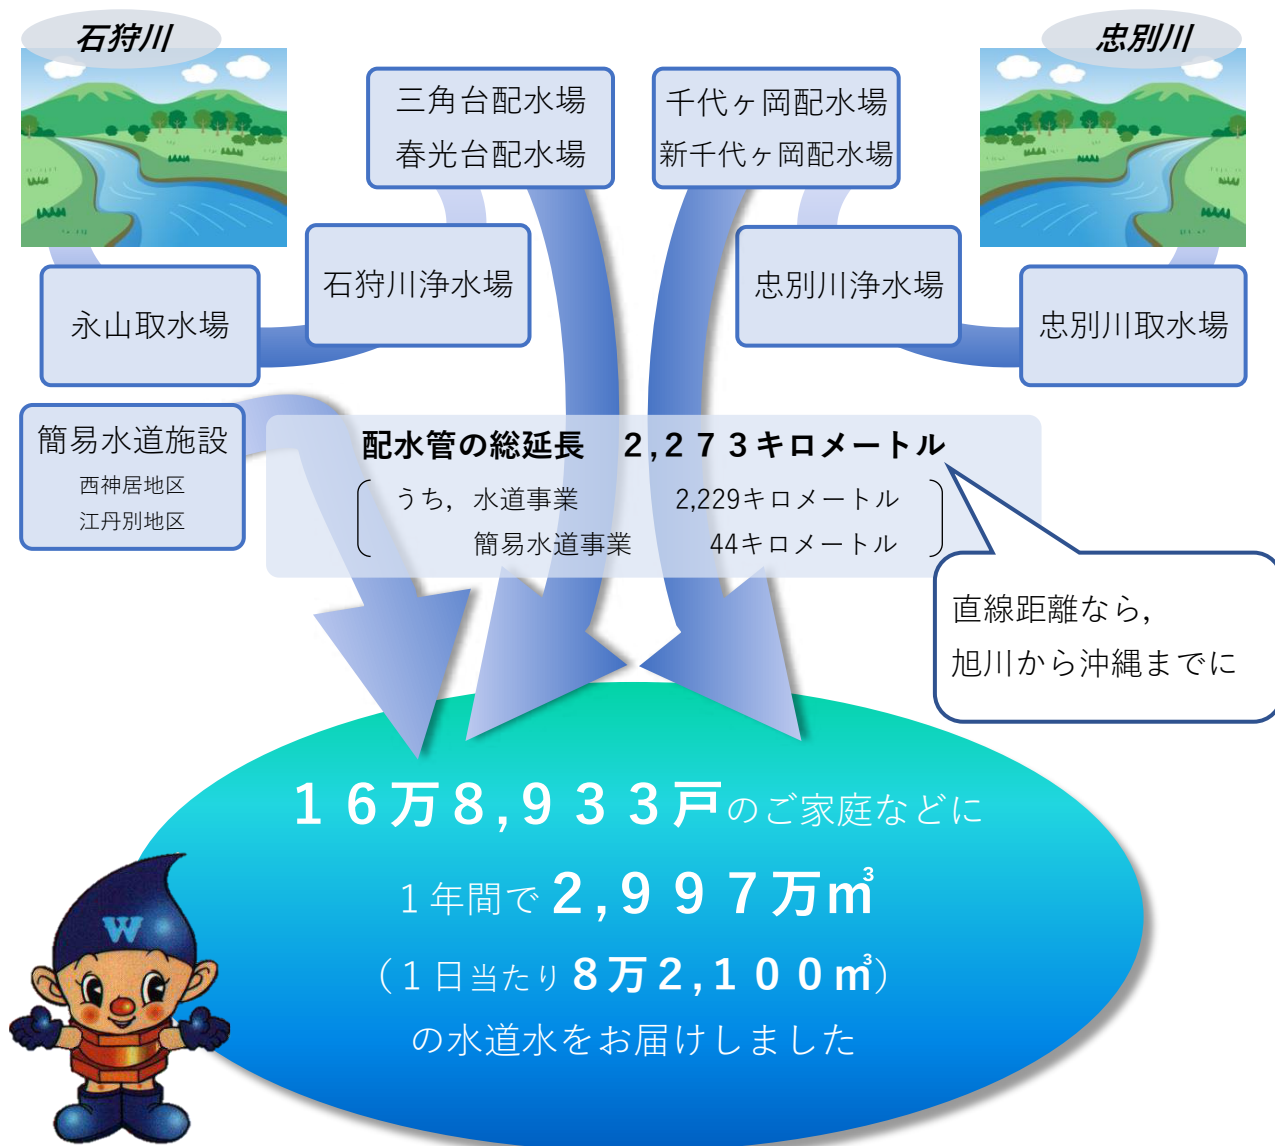 石狩川
忠別川
三角台配水場
春光台配水場
千代ヶ岡配水場
新千代ヶ岡配水場
石狩川浄水場
忠別川浄水場
永山取水場
忠別川取水場
簡易水道施設
西神居地区
江丹別地区
配水管の総延長　２,２７３キロメートル
うち，水道事業　2,229キロメートル
簡易水道事業　44キロメートル
直線距離なら，
旭川から沖縄までに
１６万８,９３３戸のご家庭などに
１年間で２,９９７万㎥
（１日当たり８万２,１００㎥）
の水道水をお届けしました
W